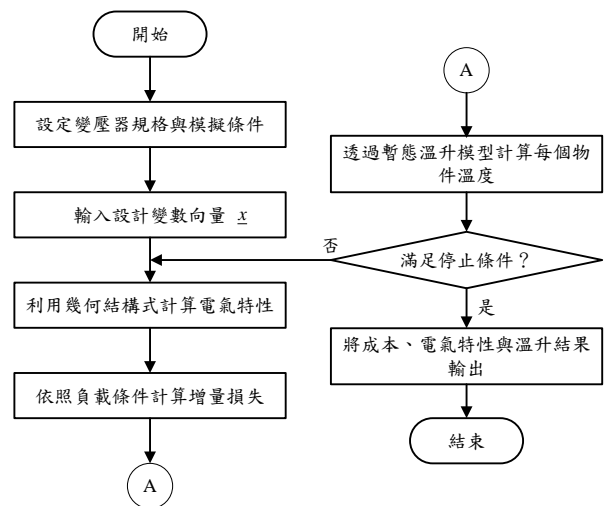 開始
設定變壓器規格與模擬條件
輸入設計變數向量 x
利用幾何結構式計算電氣特性
依照負載條件計算增量損失
A
A
透過暫態溫升模型計算每個物
件溫度
滿足停止條件？
否
是
將成本、電氣特性與溫升結果
輸出
結束